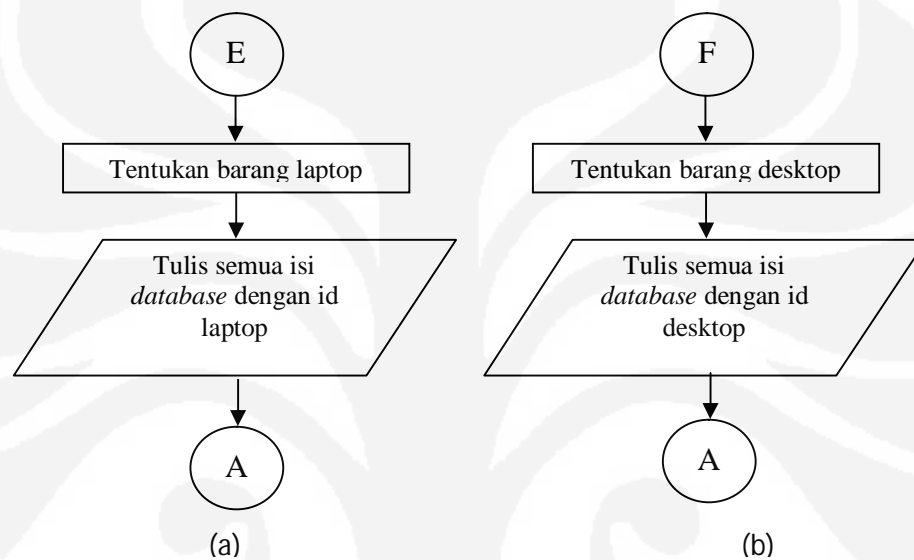 E
Tentukan barang laptop
Tulis semua isi
database dengan id
laptop
A
(a)
F
Tentukan barang desktop
Tulis semua isi
database dengan id
desktop
A
(b)